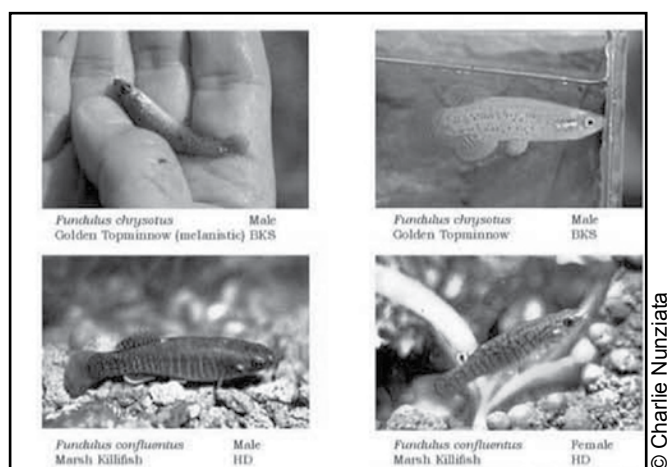 Fundulus chrysotus Male
Golden Topminnow (melanistic) BKS
Fundulus chrysotus Male
Golden Topminnow BKS
Fundulus confluentus Male
Marsh Killifish HD
Fundulus confluentus Female
Marsh Killifish HD
© Charlie Nunziata